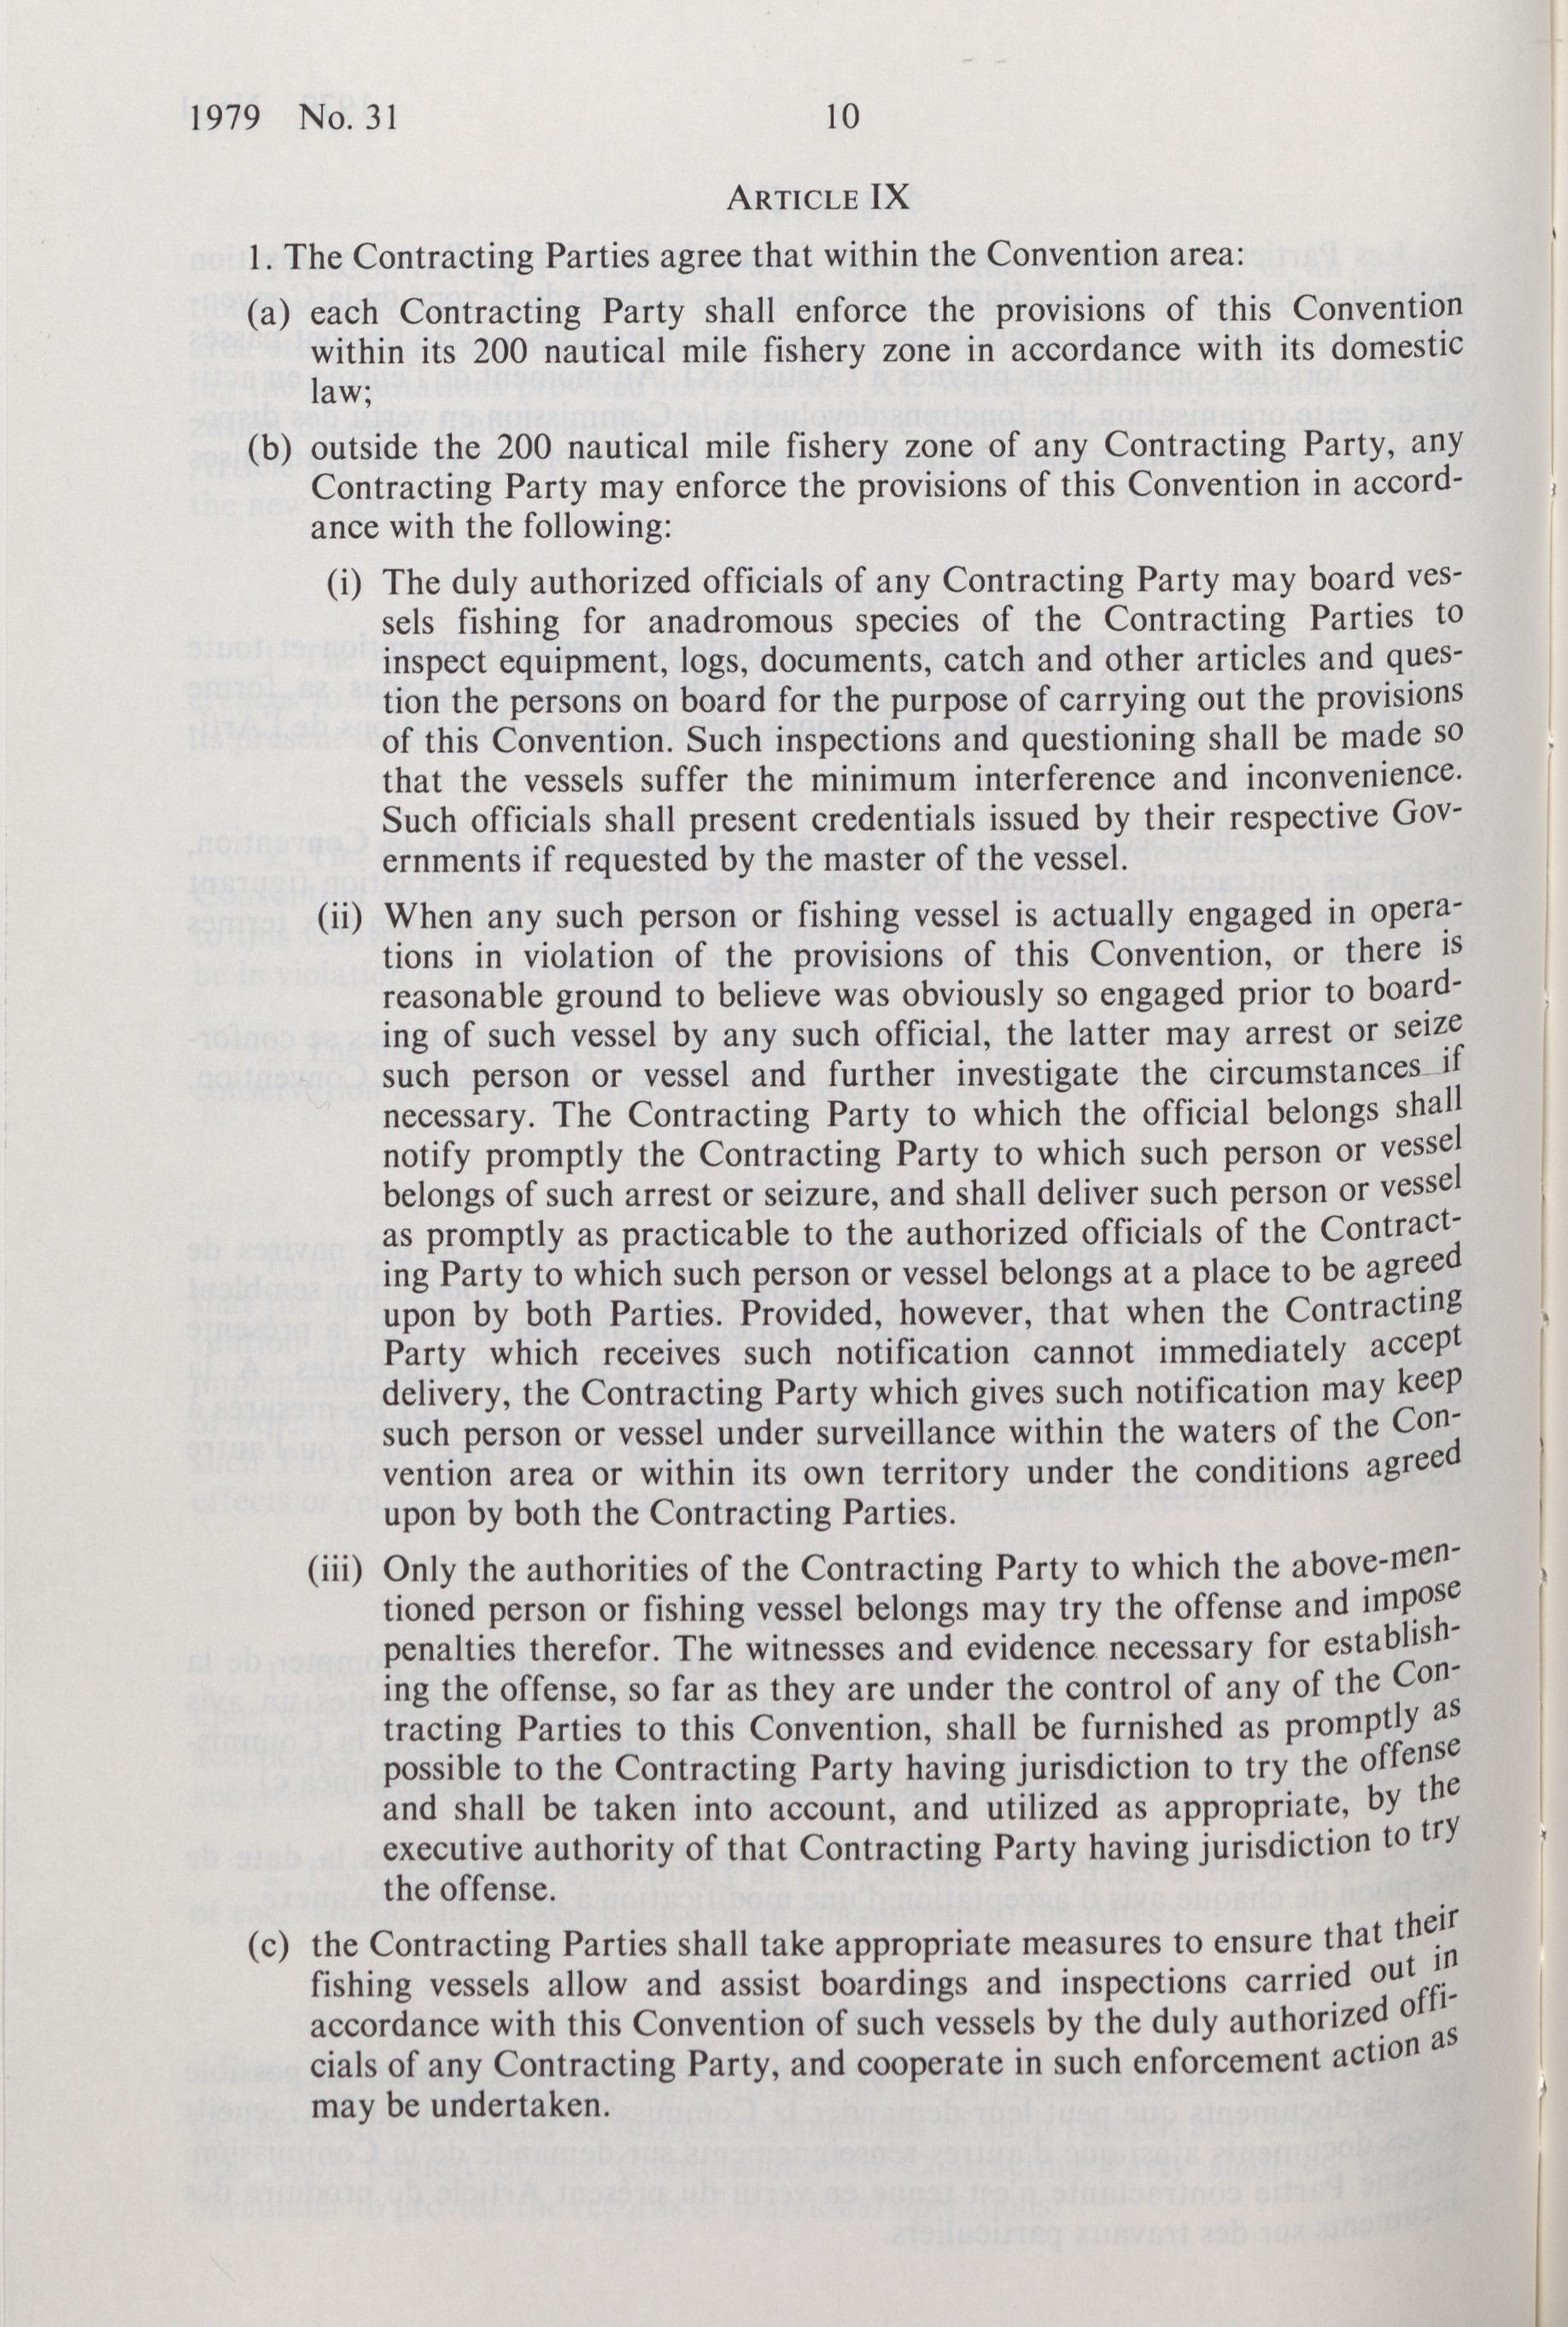 1979 No. 31 10
ARTICLE IX
1. The Contracting Parties agree that within the Convention area:
(a) each Contracting Party shall enforce the provisions of this Convention
within its 200 nautical mile fishery zone in accordance with its domestic
law;
(b) outside the 200 nautical mile fishery zone of any Contracting Party, any
Contracting Party may enforce the provisions of this Convention in accord-
ance with the following:
(i) The duly authorized officials of any Contracting Party may board ves-
sels fishing for anadromous species of the Contracting Parties to
inspect equipment, logs, documents, catch and other articles and ques-
tion the persons on board for the purpose of carrying out the provisions
of this Convention. Such inspections and questioning shall be made so
that the vessels suffer the minimum interference and inconvenience.
Such officials shall present credentials issued by their respective Gov-
ernments if requested by the master of the vessel.
(ii) When any such person or fishing vessel is actually engaged in opera-
tions in violation of the provisions of this Convention, or there is
reasonable ground to believe was obviously so engaged prior to board-
ing of such vessel by any such official, the latter may arrest or seize
such person or vessel and further investigate the circumstances if
necessary. The Contracting Party to which the official belongs shall
notify promptly the Contracting Party to which such person or vessel
belongs of such arrest or seizure, and shall deliver such person or vessel
as promptly as practicable to the authorized officials of the Contract-
ing Party to which such person or vessel belongs at a place to be agreed
upon by both Parties. Provided, however, that when the Contracting
Party which receives such notification cannot immediately accept
delivery, the Contracting Party which gives such notification may keep
such person or vessel under surveillance within the waters of the Con-
vention area or within its own territory under the conditions agreed
upon by both the Contracting Parties.
(iii) Only the authorities of the Contracting Party to which the above-men-
tioned person or fishing vessel belongs may try the offense and impose
penalties therefor. The witnesses and evidence necessary for establish-
ing the offense, so far as they are under the control of any of the Con-
tracting Parties to this Convention, shall be furnished as promptly as
possible to the Contracting Party having jurisdiction to try the offense
and shall be taken into account, and utilized as appropriate, by the
executive authority of that Contracting Party having jurisdiction to try
the offense.
(c) the Contracting Parties shall take appropriate measures to ensure that their
fishing vessels allow and assist boardings and inspections carried out in
accordance with this Convention of such vessels by the duly authorized offi-
cials of any Contracting Party, and cooperate in such enforcement action as
may be undertaken.